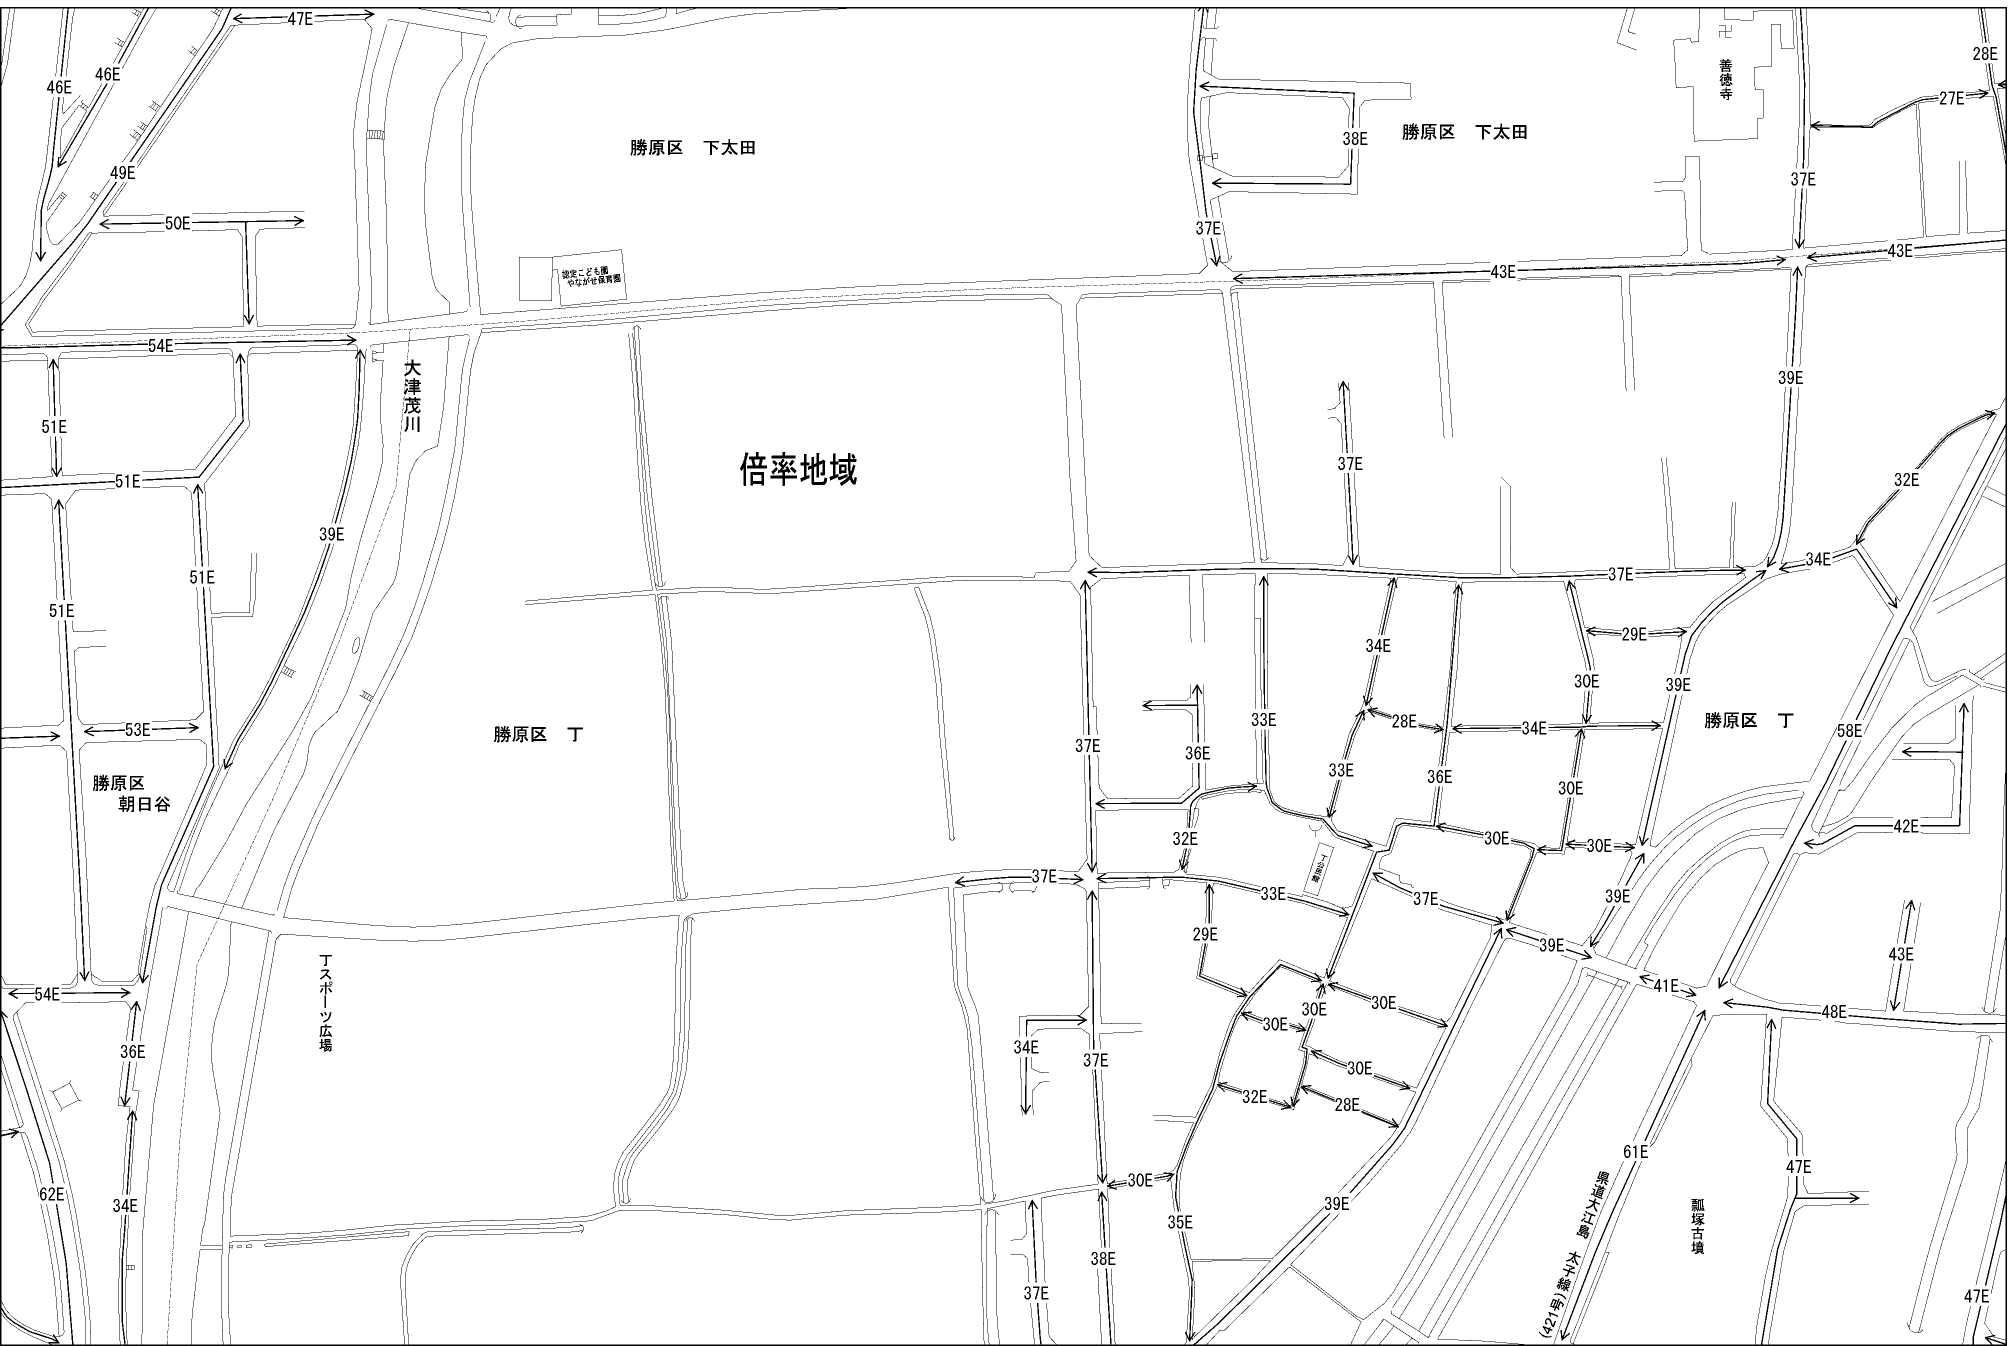 47E
28E
46E
46E
善徳寺
27E
勝原区 下太田
勝原区 下太田
38E
49E
37E
50E
37E
43E
43E
認定こども園
やながせ保育園
54E
大津茂川
39E
51E
倍率地域
37E
32E
51E
39E
34E
51E
37E
51E
29E
34E
30E
39E
33E
28E
34E
勝原区 丁
勝原区 丁
53E
58E
37E
36E
33E
36E
勝原区
朝日谷
30E
42E
32E
30E
30E
丁公民館
37E
33E
37E
39E
29E
39E
43E
丁スポーツ広場
54E
41E
30E
30E
48E
30E
36E
34E
37E
30E
32E
28E
61E
47E
30E
62E
34E
39E
35E
県道大江島 太子線
(421号)
瓢塚古墳
38E
37E
47E